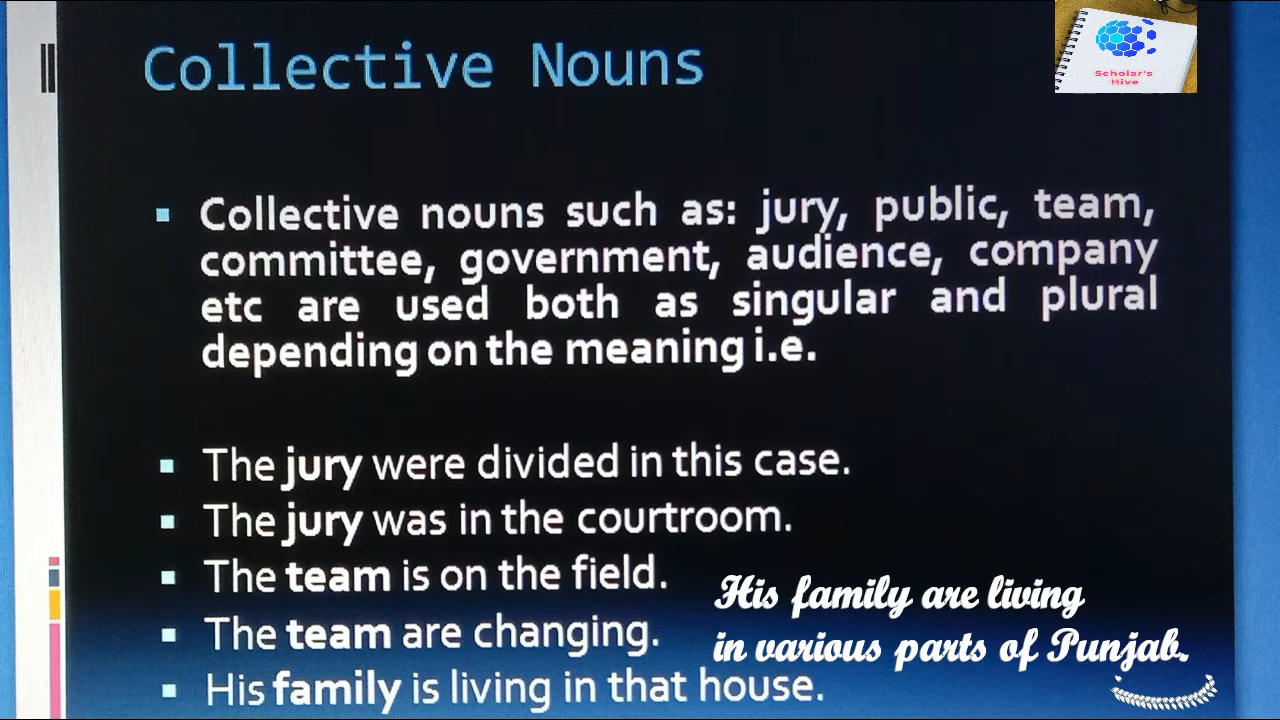 Collective Nouns
Scholar's
Hive
Collective nouns such as: jury, public, team,
committee, government, audience, company
etc are used both as singular and plural
depending on the meaning i.e.
The jury were divided in this case.
The jury was in the courtroom.
The team is on the field.
The team are changing.
His family is living in that house.
His family are living
in various parts of Punjab.